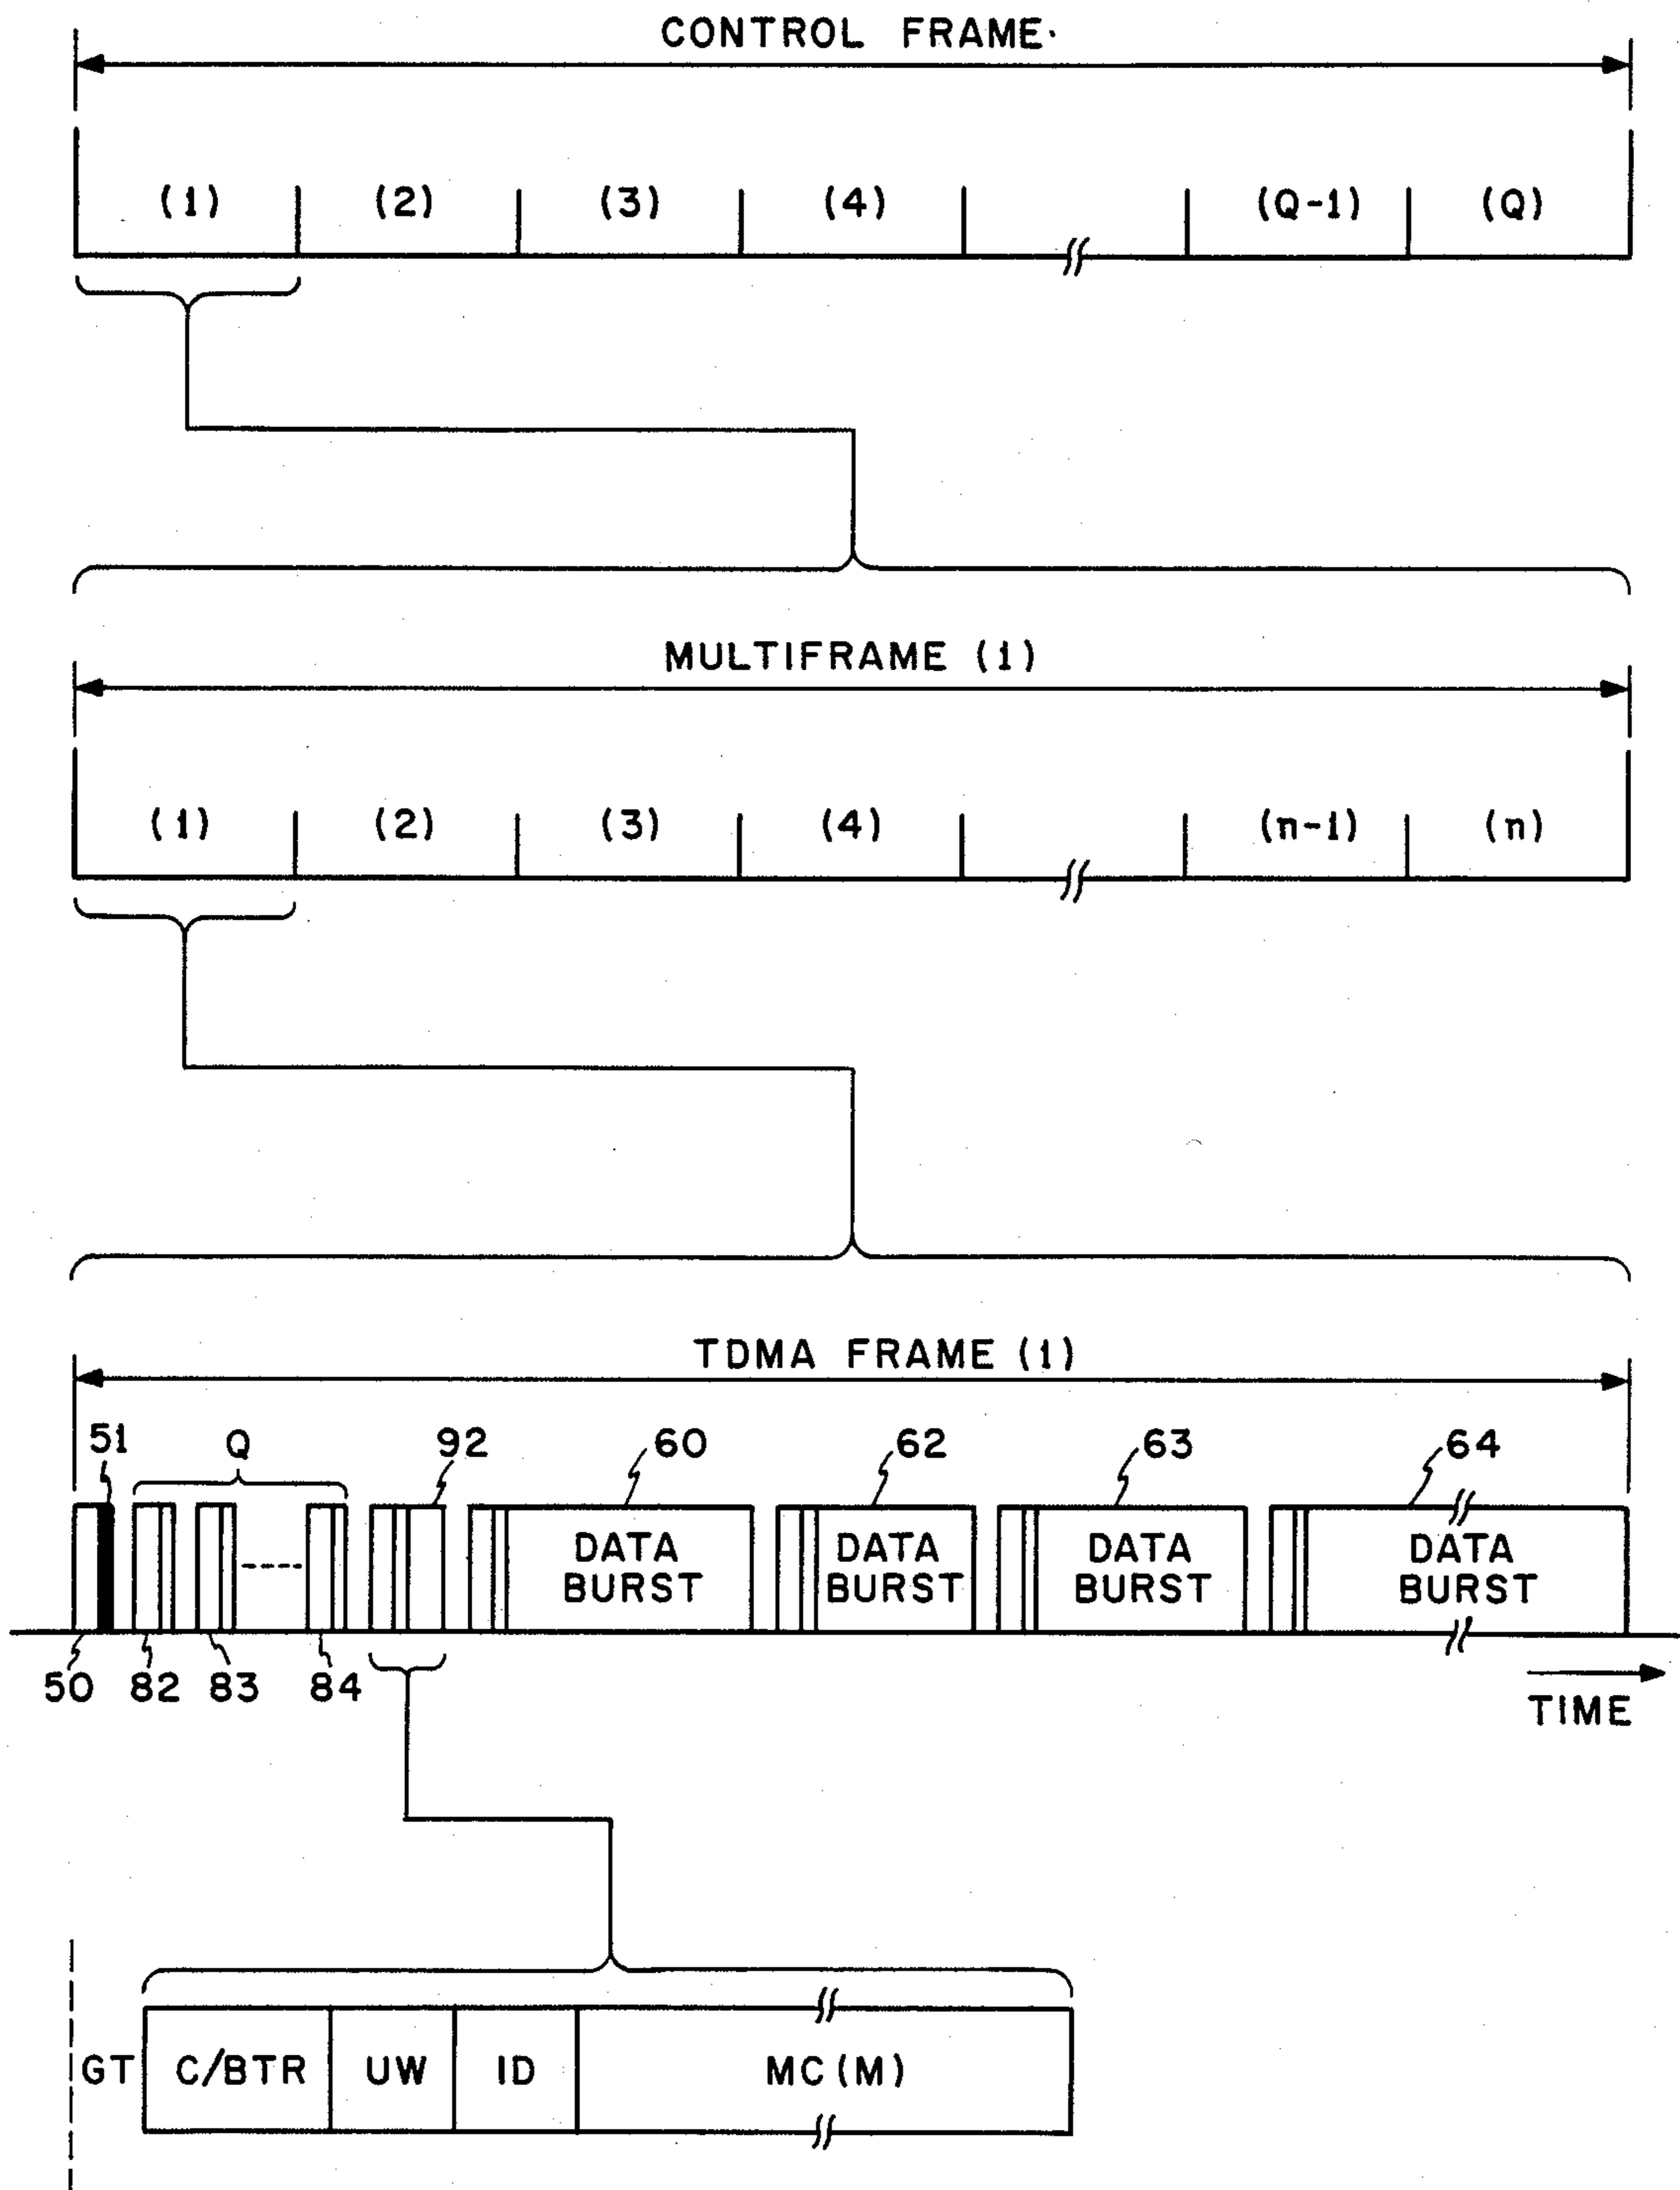 CONTROL FRAME
(1) (2) (3) (4) (Q-1) (Q)
MULTIFRAME (1)
(1) (2) (3) (4) (n-1) (n)
TDMA FRAME (1)
51 Q 92 60 62 63 64
DATA BURST DATA BURST DATA BURST DATA BURST
50 82 83 84
TIME
GT C/BTR UW ID MC(M)